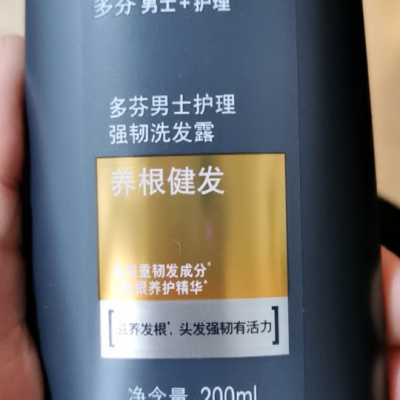 多芬男士+护理
多芬男士护理
强韧洗发露
养根健发
重韧发成分*
根养护精华*
滋养发根*,头发强韧有活力
净含量 200ml